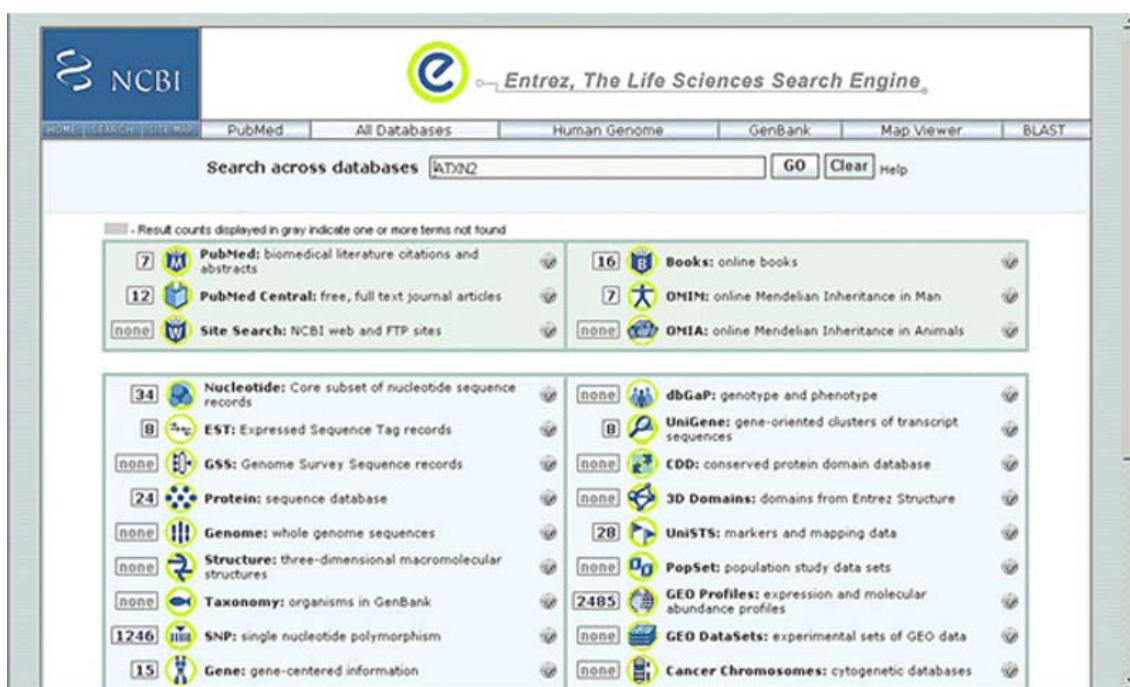 NCBI
e Entrez, The Life Sciences Search Engine
HOME SEARCH SITE MAP PubMed All Databases Human Genome GenBank Map Viewer BLAST
Search across databases ATXN2 GO Clear Help
- Result counts displayed in gray indicate one or more terms not found
7 M PubMed: biomedical literature citations and
abstracts
12 PubMed Central: free, full text journal articles
none W Site Search: NCBI web and FTP sites
16 B Books: online books
7 OMIM: online Mendelian Inheritance in Man
none OMIA: online Mendelian Inheritance in Animals
34 Nucleotide: Core subset of nucleotide sequence
records
8 EST: Expressed Sequence Tag records
none GSS: Genome Survey Sequence records
24 Protein: sequence database
none Genome: whole genome sequences
none Structure: three-dimensional macromolecular
structures
none Taxonomy: organisms in GenBank
1246 SNP: single nucleotide polymorphism
15 Gene: gene-centered information
none dbGaP: genotype and phenotype
8 UniGene: gene-oriented clusters of transcript
sequences
none CDD: conserved protein domain database
none 3D Domains: domains from Entrez Structure
28 UniSTS: markers and mapping data
none PopSet: population study data sets
2485 GEO Profiles: expression and molecular
abundance profiles
none GEO DataSets: experimental sets of GEO data
none Cancer Chromosomes: cytogenetic databases